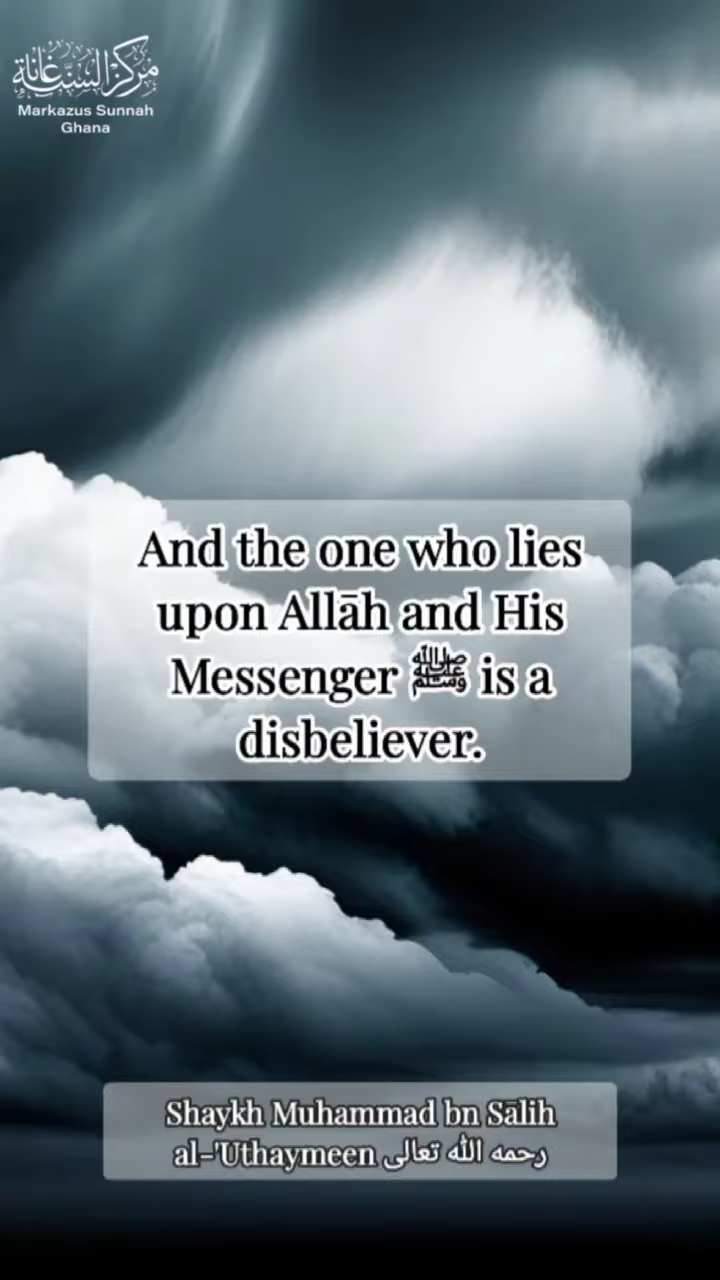 مركز السنة غانة
Markazus Sunnah
Ghana
And the one who lies
upon Allāh and His
Messenger ﷺ is a
disbeliever.
Shaykh Muhammad bn Sālih
al-'Uthaymeen رحمه الله تعالى